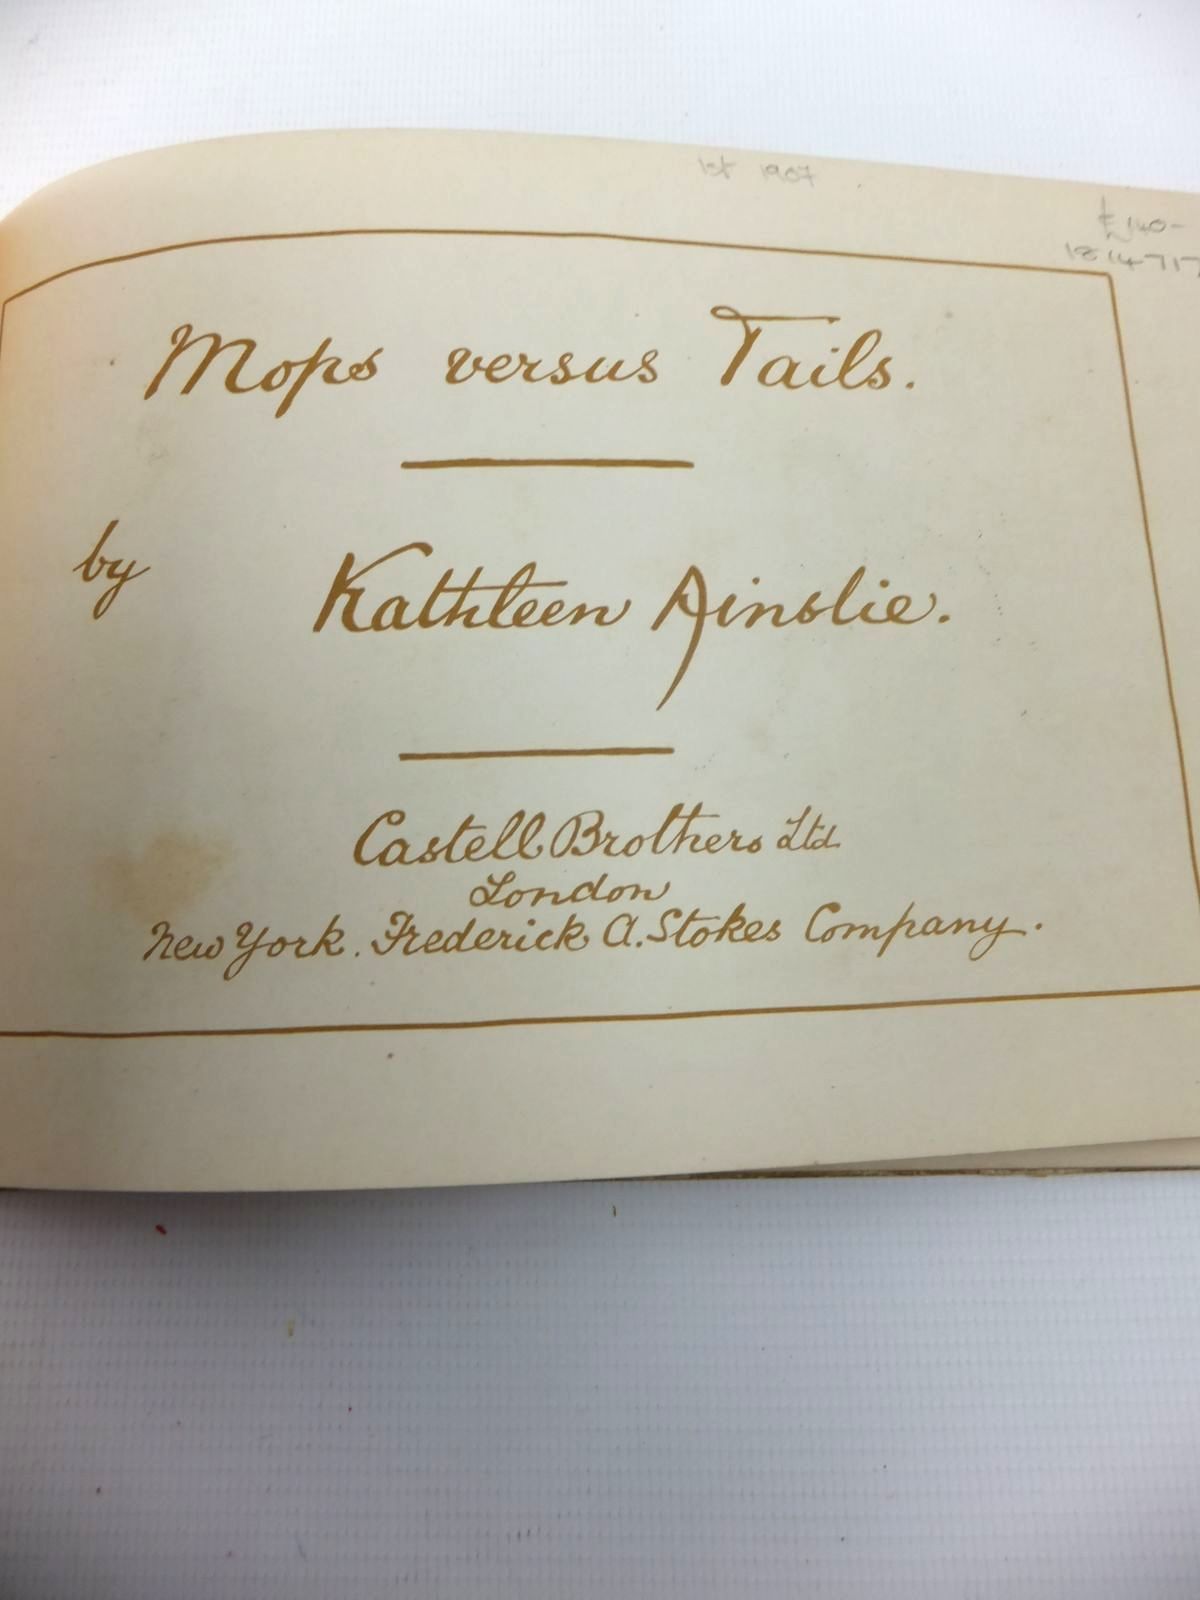 1st 1907
£140-
1814717
Mops versus Tails.
by Kathleen Ainslie.
Castell Brothers Ltd.
London
New York. Frederick A. Stokes Company.